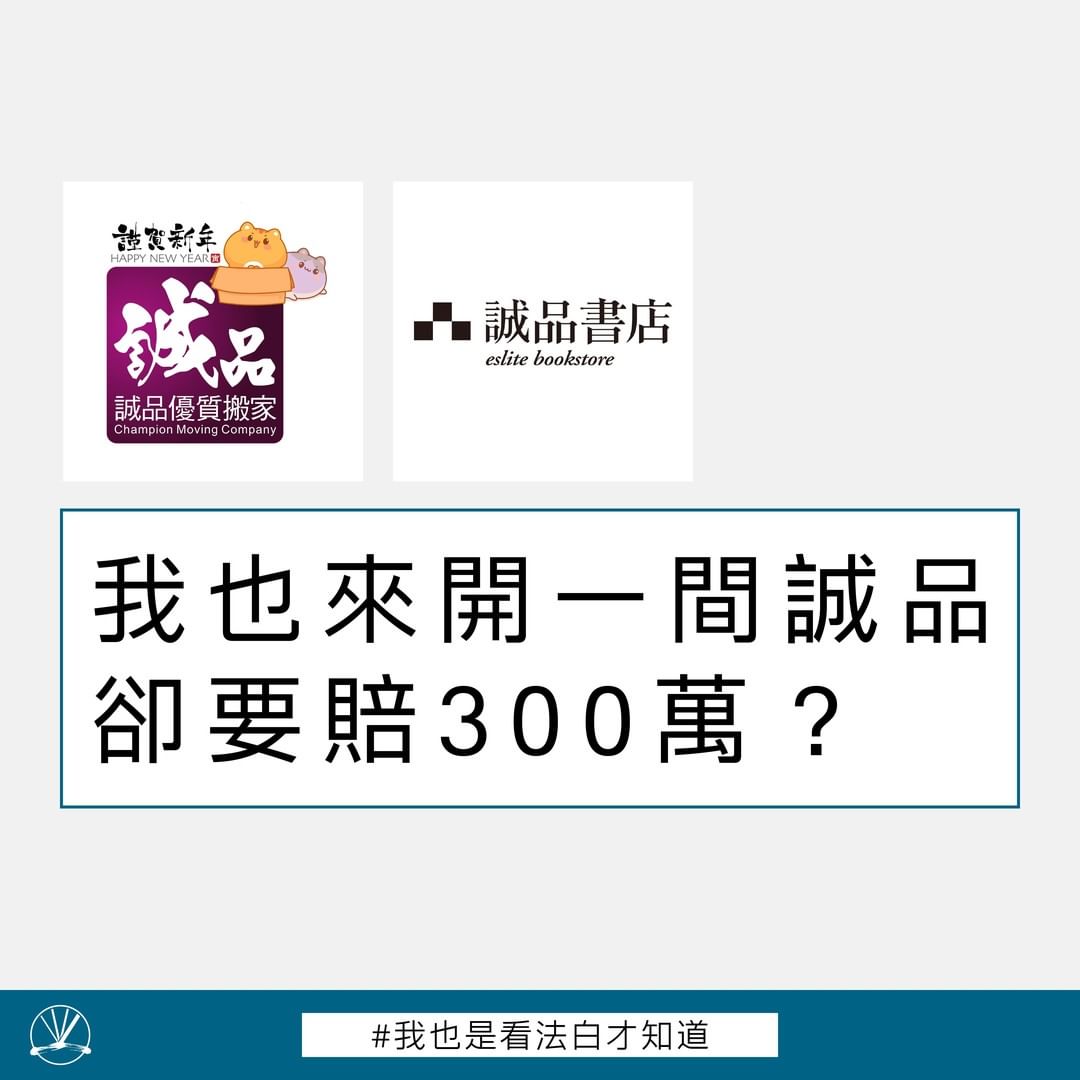 謹賀新年
HAPPY NEW YEAR 寅
誠品
誠品優質搬家
Champion Moving Company
誠品書店
eslite bookstore
我也來開一間誠品
卻要賠300萬？
#我也是看法白才知道